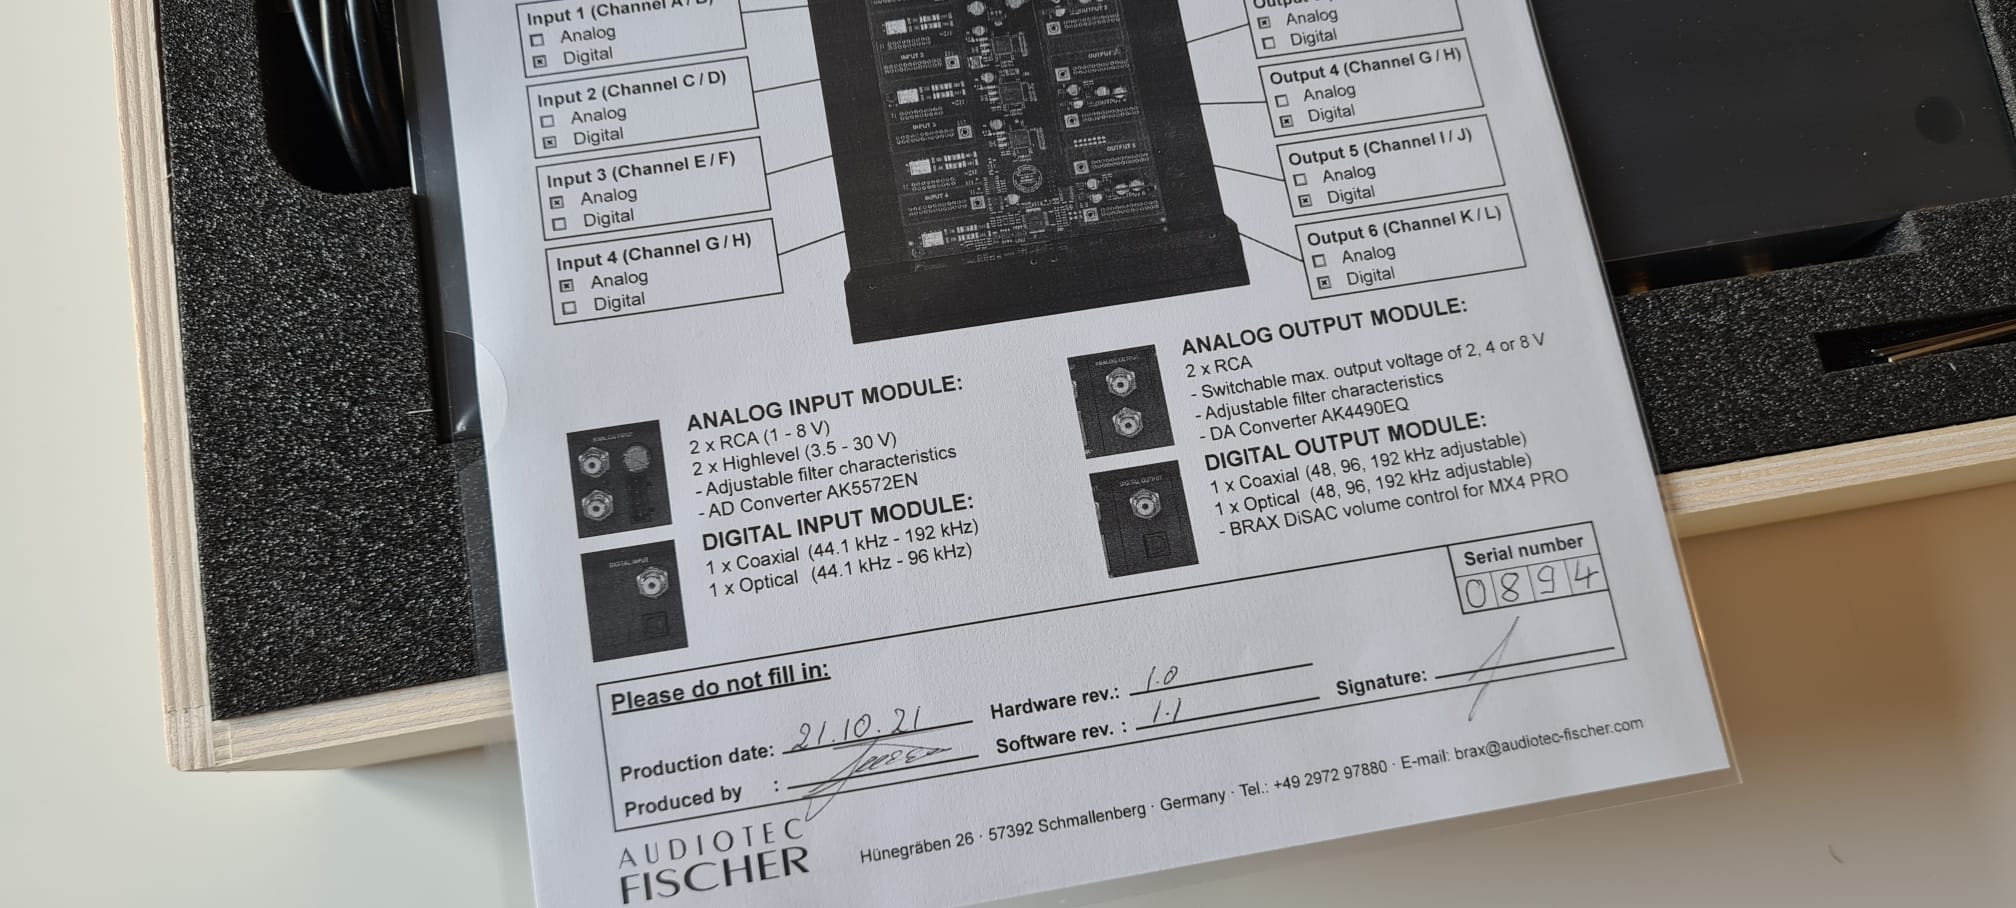 Input 1 (Channel A / B)
☐ Analog
☒ Digital
Input 2 (Channel C / D)
☐ Analog
☒ Digital
Input 3 (Channel E / F)
☒ Analog
☐ Digital
Input 4 (Channel G / H)
☒ Analog
☐ Digital
☒ Analog
☐ Digital
Output 4 (Channel G / H)
☐ Analog
☒ Digital
Output 5 (Channel I / J)
☐ Analog
☒ Digital
Output 6 (Channel K / L)
☐ Analog
☒ Digital
ANALOG INPUT MODULE:
2 x RCA (1 - 8 V)
2 x Highlevel (3.5 - 30 V)
- Adjustable filter characteristics
- AD Converter AK5572EN
DIGITAL INPUT MODULE:
1 x Coaxial (44.1 kHz - 192 kHz)
1 x Optical (44.1 kHz - 96 kHz)
ANALOG OUTPUT MODULE:
2 x RCA
- Switchable max. output voltage of 2, 4 or 8 V
- Adjustable filter characteristics
- DA Converter AK4490EQ
DIGITAL OUTPUT MODULE:
1 x Coaxial (48, 96, 192 kHz adjustable)
1 x Optical (48, 96, 192 kHz adjustable)
- BRAX DiSAC volume control for MX4 PRO
Serial number
0894
Please do not fill in:
Production date: 21.10.21
Produced by :
Hardware rev.: 1.0
Software rev. : 1.1
Signature:
AUDIOTEC
FISCHER
Hünegräben 26 · 57392 Schmallenberg · Germany · Tel.: +49 2972 97880 · E-mail: brax@audiotec-fischer.com